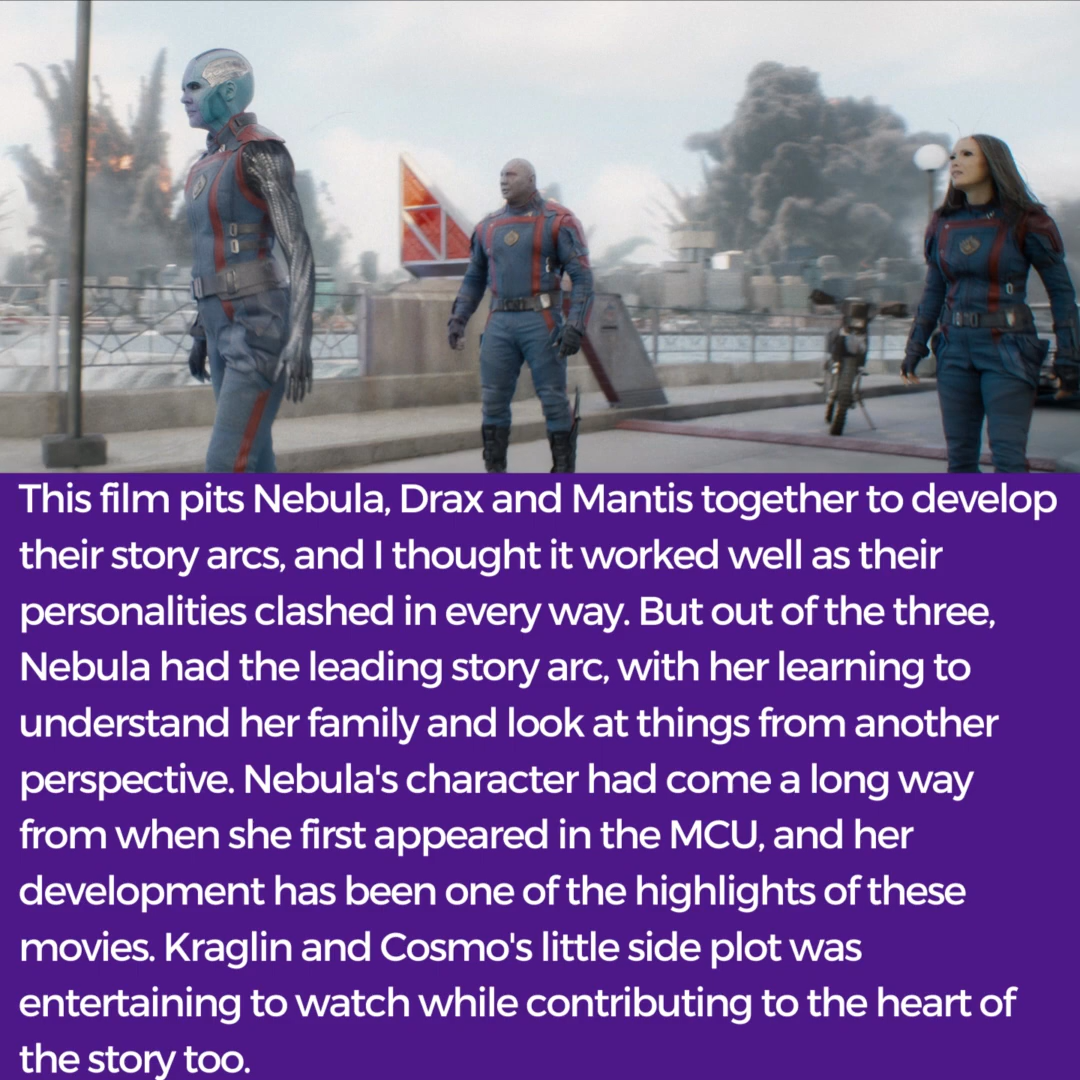 This film pits Nebula, Drax and Mantis together to develop
their story arcs, and I thought it worked well as their
personalities clashed in every way. But out of the three,
Nebula had the leading story arc, with her learning to
understand her family and look at things from another
perspective. Nebula's character had come a long way
from when she first appeared in the MCU, and her
development has been one of the highlights of these
movies. Kraglin and Cosmo's little side plot was
entertaining to watch while contributing to the heart of
the story too.